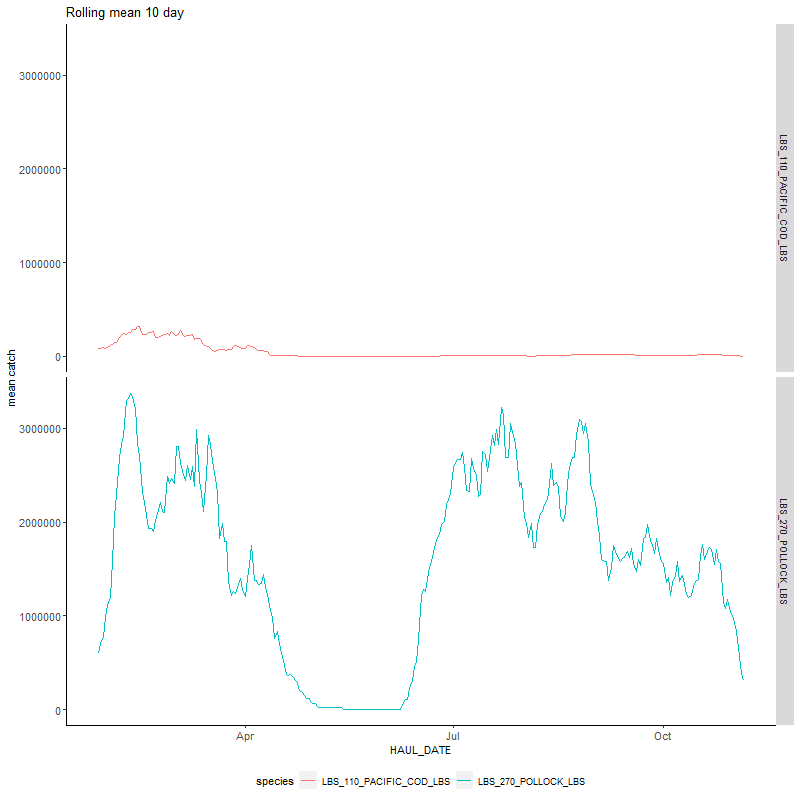 Rolling mean 10 day
3000000
2000000
1000000
0
LBS_110_PACIFIC_COD_LBS
mean catch
3000000
2000000
1000000
0
LBS_270_POLLOCK_LBS
Apr Jul Oct
HAUL_DATE
species LBS_110_PACIFIC_COD_LBS LBS_270_POLLOCK_LBS